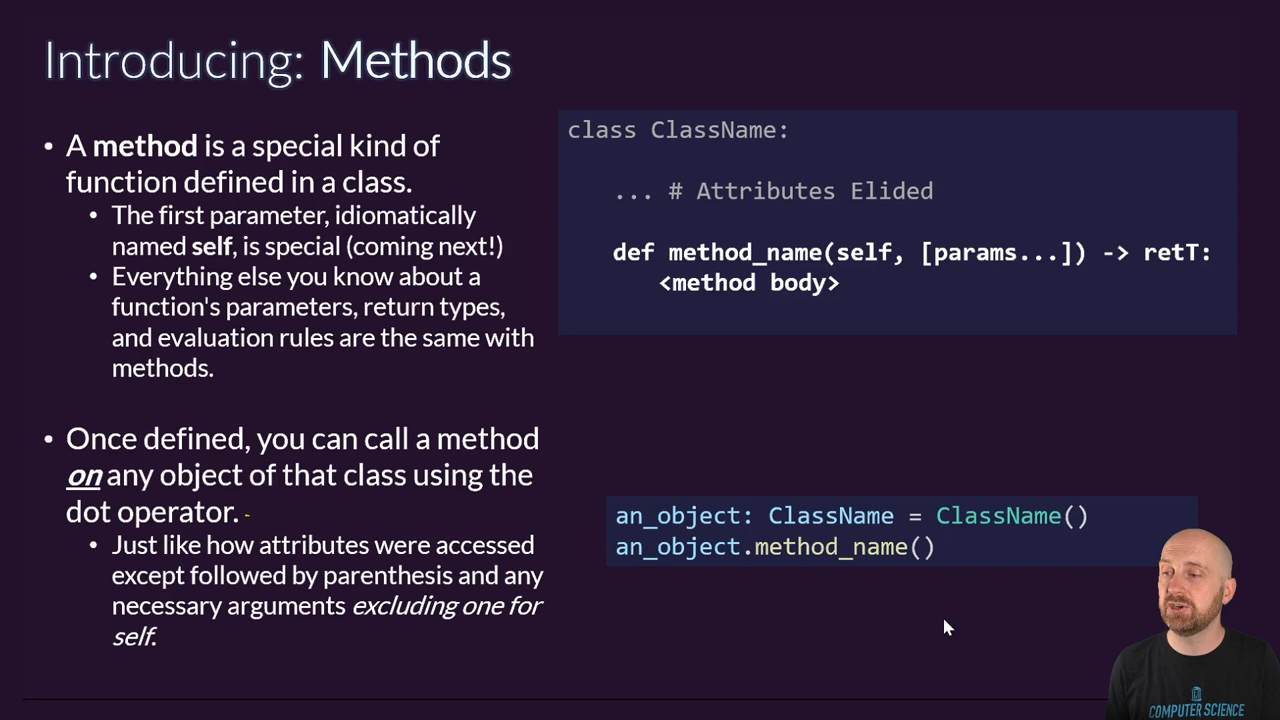 Introducing: Methods
• A method is a special kind of
function defined in a class.
• The first parameter, idiomatically
named self, is special (coming next!)
• Everything else you know about a
function's parameters, return types,
and evaluation rules are the same with
methods.
• Once defined, you can call a method
on any object of that class using the
dot operator.
• Just like how attributes were accessed
except followed by parenthesis and any
necessary arguments excluding one for
self.
class ClassName:
... # Attributes Elided
def method_name(self, [params...]) -> retT:
<method body>
an_object: ClassName = ClassName()
an_object.method_name()
COMPUTER SCIENCE